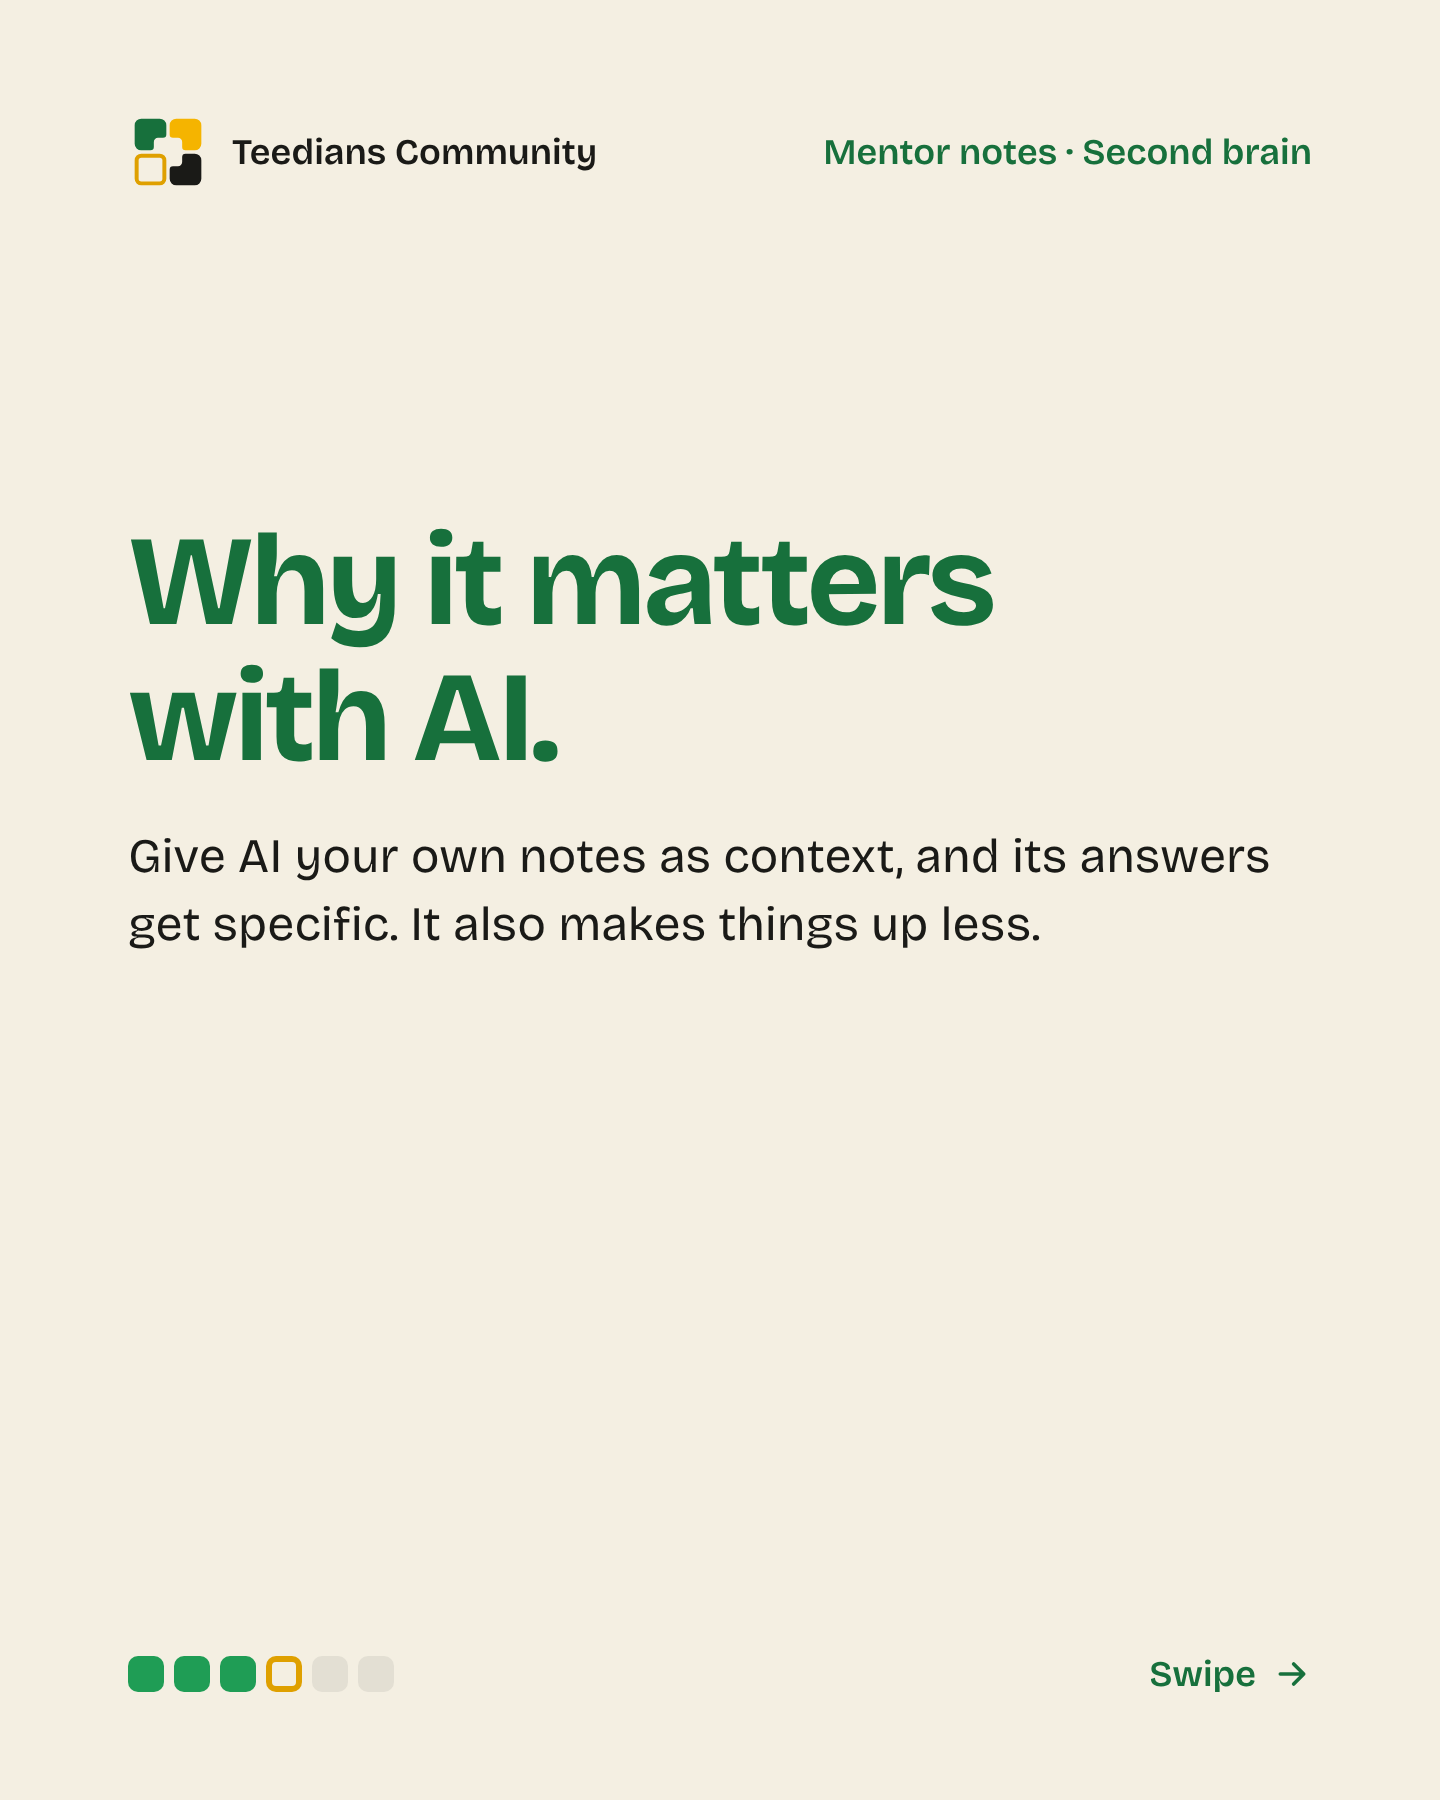 Teedians Community
Mentor notes · Second brain
Why it matters
with AI.
Give AI your own notes as context, and its answers
get specific. It also makes things up less.
Swipe →